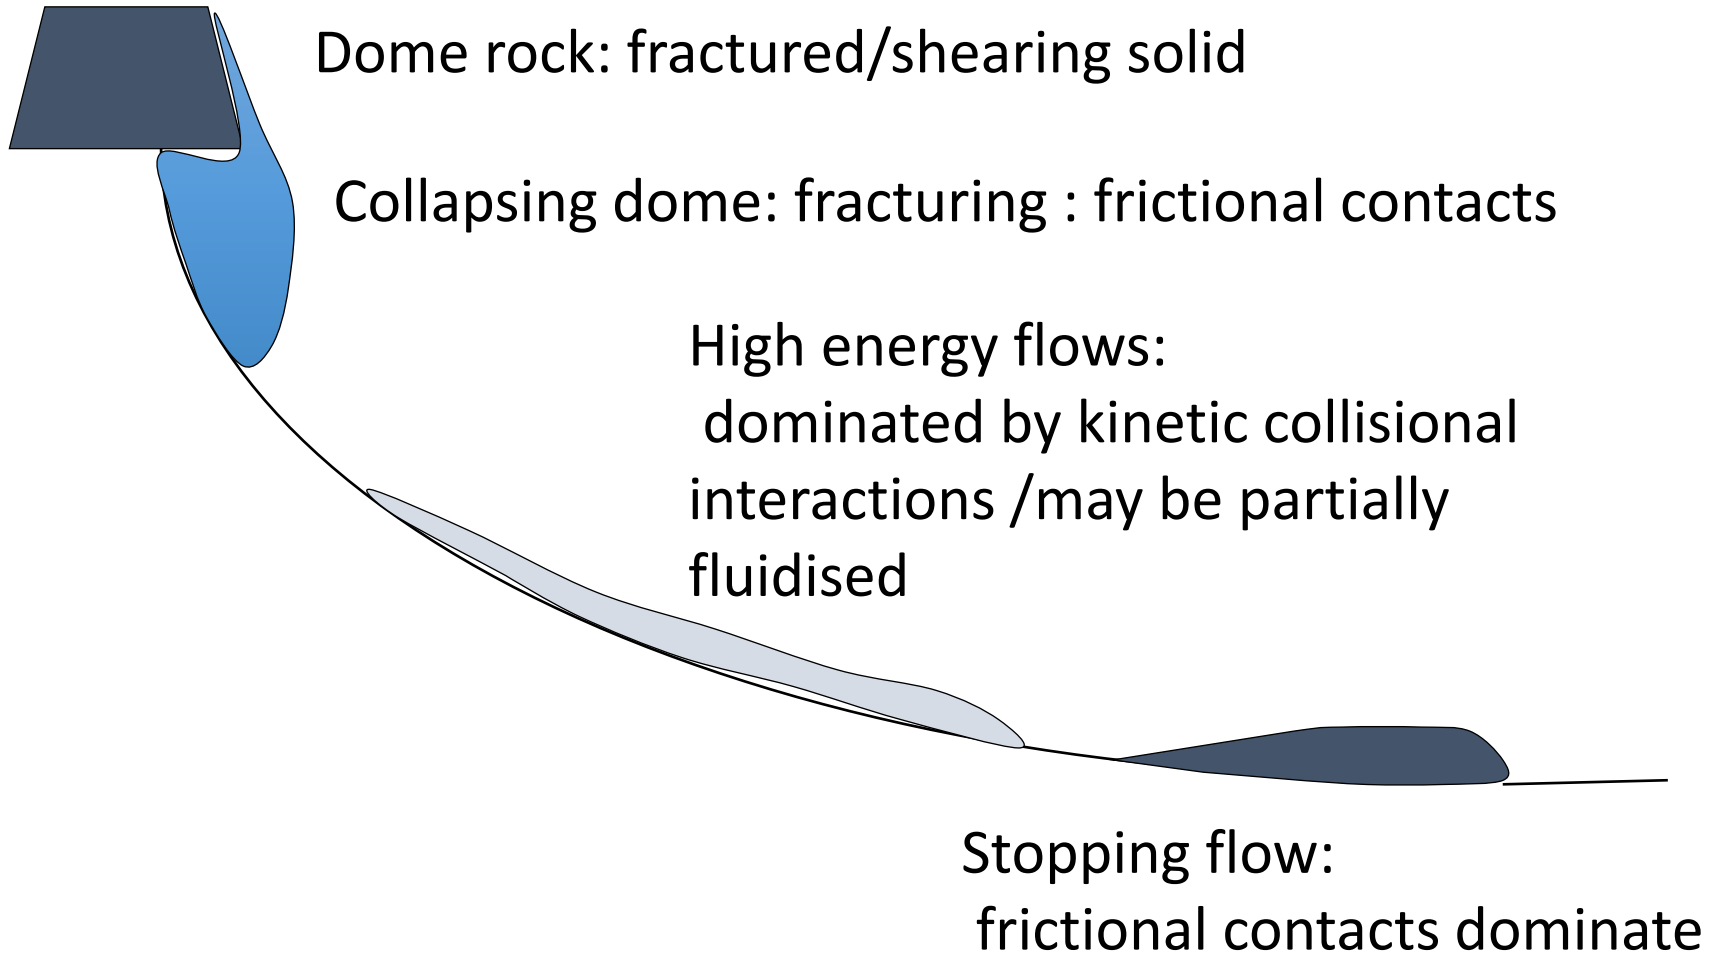 Dome rock: fractured/shearing solid
Collapsing dome: fracturing : frictional contacts
High energy flows:
dominated by kinetic collisional
interactions /may be partially
fluidised
Stopping flow:
frictional contacts dominate